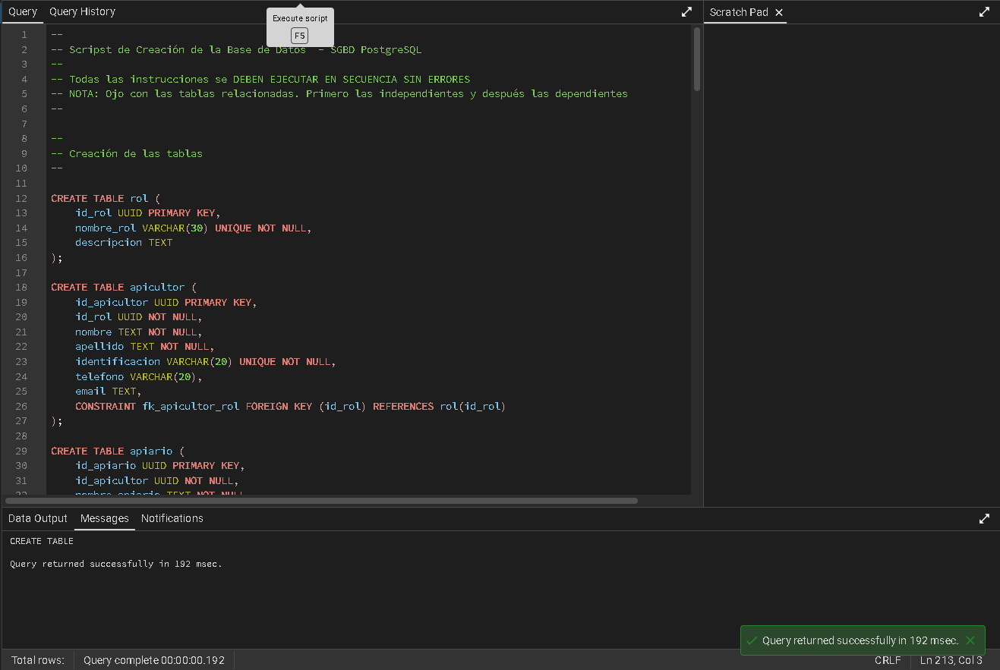 Query Query History
Execute script
F5
Scratch Pad
1 --
2 -- Scripst de Creación de la Base de Datos - SGBD PostgreSQL
3 --
4 -- Todas las instrucciones se DEBEN EJECUTAR EN SECUENCIA SIN ERRORES
5 -- NOTA: Ojo con las tablas relacionadas. Primero las independientes y después las dependientes
6 --
7
8 --
9 -- Creación de las tablas
10 --
11
12 CREATE TABLE rol (
13 id_rol UUID PRIMARY KEY,
14 nombre_rol VARCHAR(30) UNIQUE NOT NULL,
15 descripcion TEXT
16 );
17
18 CREATE TABLE apicultor (
19 id_apicultor UUID PRIMARY KEY,
20 id_rol UUID NOT NULL,
21 nombre TEXT NOT NULL,
22 apellido TEXT NOT NULL,
23 identificacion VARCHAR(20) UNIQUE NOT NULL,
24 telefono VARCHAR(20),
25 email TEXT,
26 CONSTRAINT fk_apicultor_rol FOREIGN KEY (id_rol) REFERENCES rol(id_rol)
27 );
28
29 CREATE TABLE apiario (
30 id_apiario UUID PRIMARY KEY,
31 id_apicultor UUID NOT NULL,
32 nombre_apiario TEXT NOT NULL
Data Output Messages Notifications
CREATE TABLE
Query returned successfully in 192 msec.
Query returned successfully in 192 msec.
Total rows: Query complete 00:00:00.192 CRLF Ln 213, Col 3